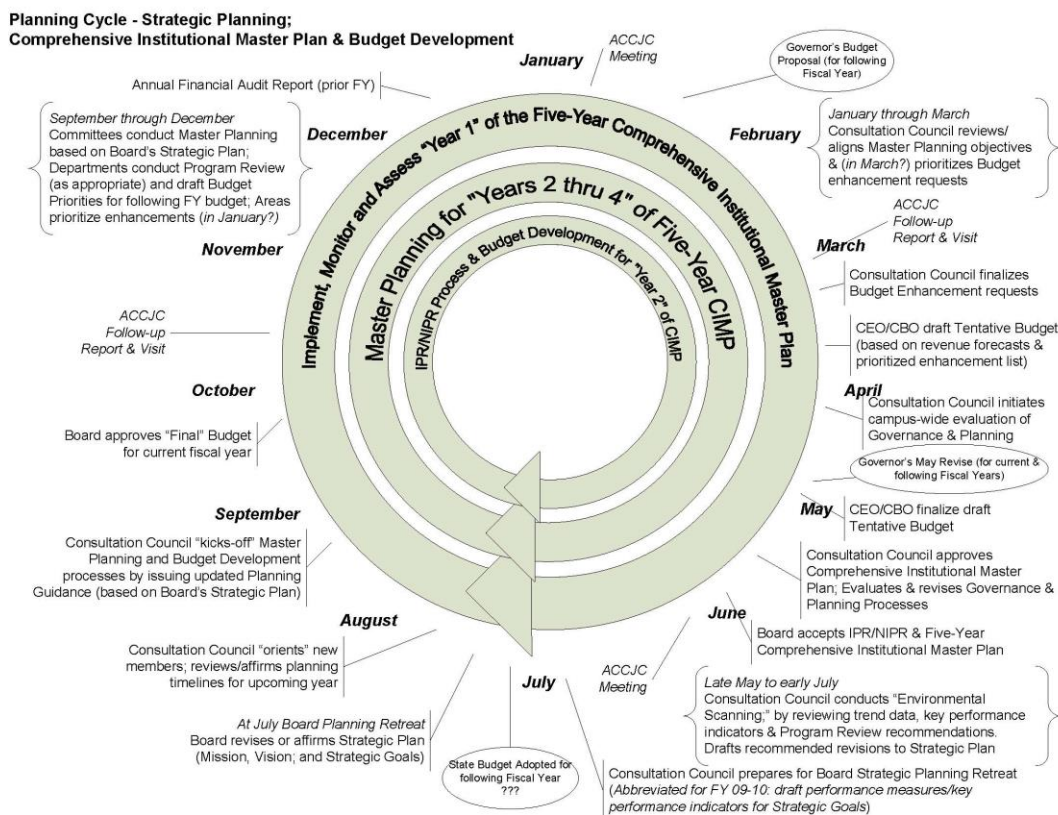 Planning Cycle - Strategic Planning;
Comprehensive Institutional Master Plan & Budget Development
January
ACCJC
Meeting
Governor's Budget
Proposal (for following
Fiscal Year)
February
January through March
Consultation Council reviews/
aligns Master Planning objectives
& (in March?) prioritizes Budget
enhancement requests
ACCJC
Follow-up
Report & Visit
March
Consultation Council finalizes
Budget Enhancement requests
CEO/CBO draft Tentative Budget
(based on revenue forecasts &
prioritized enhancement list)
April
Consultation Council initiates
campus-wide evaluation of
Governance & Planning
Governor's May Revise (for current &
following Fiscal Years)
May
CEO/CBO finalize draft
Tentative Budget
Consultation Council approves
Comprehensive Institutional Master
Plan; Evaluates & revises Governance &
Planning Processes
June
Board accepts IPR/NIPR & Five-Year
Comprehensive Institutional Master Plan
ACCJC
Meeting
Late May to early July
Consultation Council conducts "Environmental
Scanning;" by reviewing trend data, key performance
indicators & Program Review recommendations.
Drafts recommended revisions to Strategic Plan
July
Consultation Council prepares for Board Strategic Planning Retreat
(Abbreviated for FY 09-10: draft performance measures/key
performance indicators for Strategic Goals)
State Budget Adopted for
following Fiscal Year
???
At July Board Planning Retreat
Board revises or affirms Strategic Plan
(Mission, Vision; and Strategic Goals)
August
Consultation Council "orients" new
members; reviews/affirms planning
timelines for upcoming year
September
Consultation Council "kicks-off" Master
Planning and Budget Development
processes by issuing updated Planning
Guidance (based on Board's Strategic Plan)
October
Board approves "Final" Budget
for current fiscal year
ACCJC
Follow-up
Report & Visit
November
December
September through December
Committees conduct Master Planning
based on Board's Strategic Plan;
Departments conduct Program Review
(as appropriate) and draft Budget
Priorities for following FY budget; Areas
prioritize enhancements (in January?)
Annual Financial Audit Report (prior FY)
Implement, Monitor and Assess "Year 1" of the Five-Year Comprehensive Institutional Master Plan
Master Planning for "Years 2 thru 4" of Five-Year CIMP
IPR/NIPR Process & Budget Development for "Year 2" of CIMP